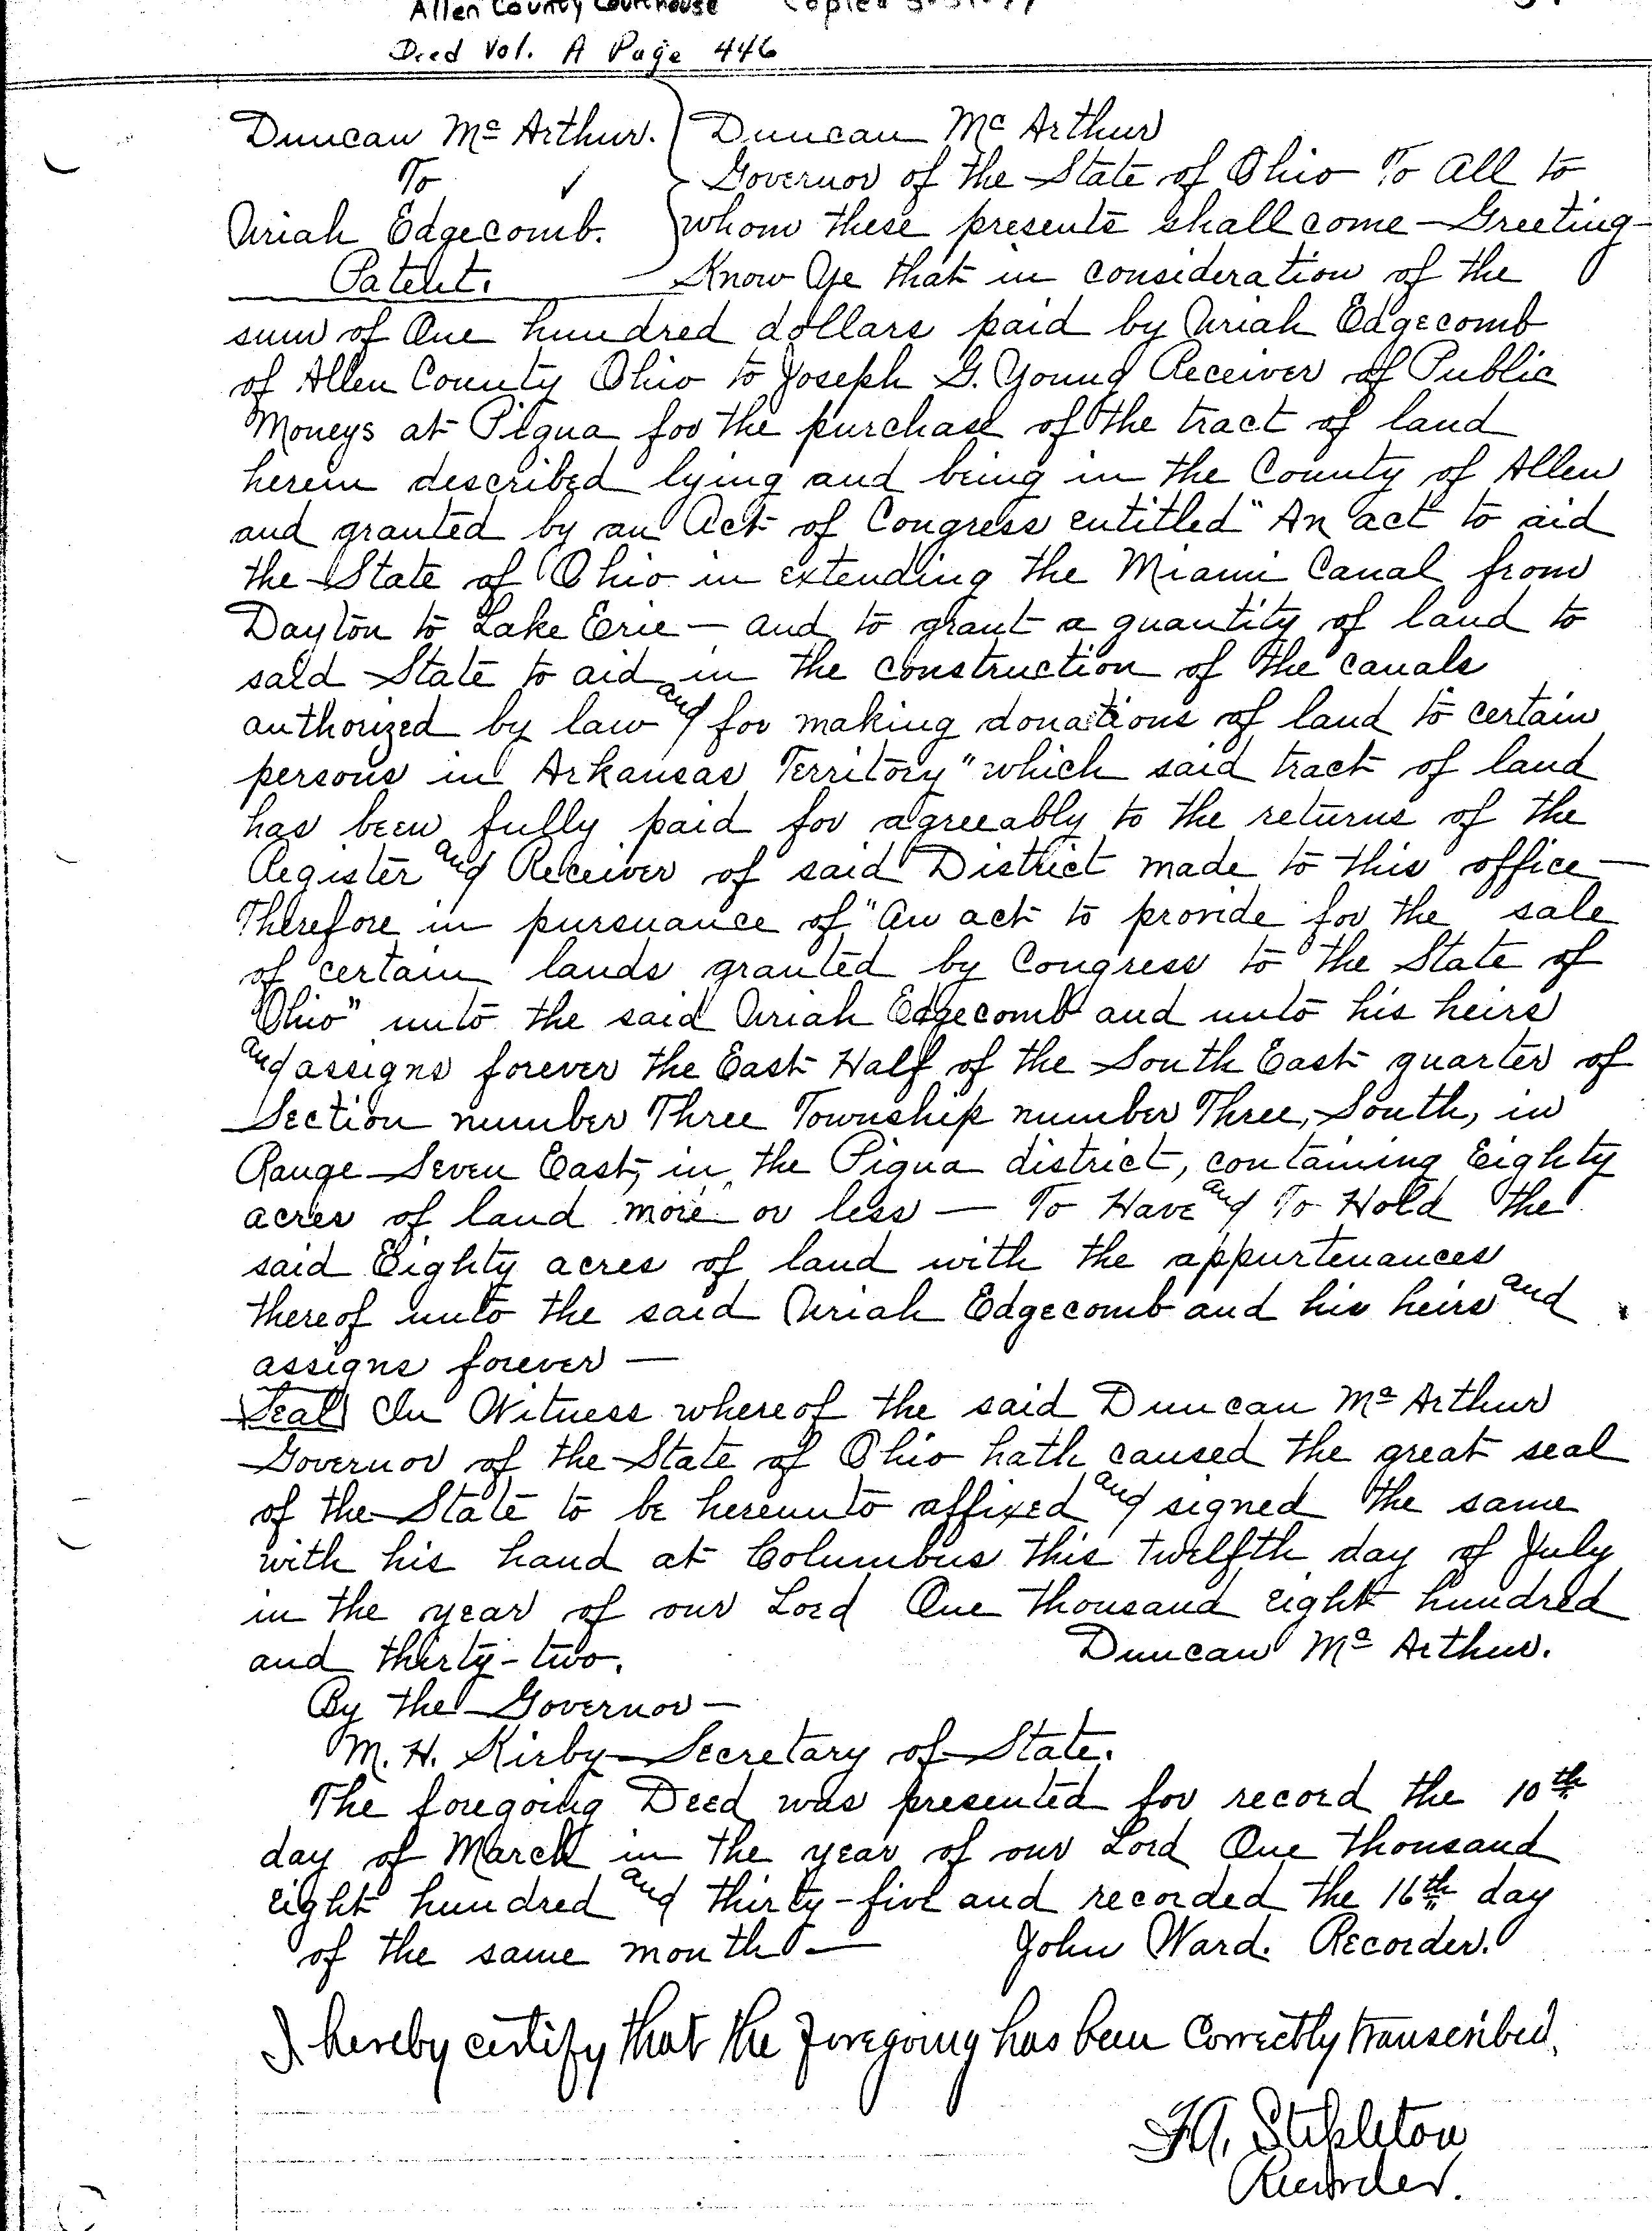 Allen County Courthouse
Deed Vol. A Page 446
Duncan Mc Arthur.
To ✓
Uriah Edgecomb.
Patent.
Duncan Mc Arthur
Governor of the State of Ohio To All to
whom these presents shall come — Greeting —
Know Ye that in consideration of the
sum of One hundred dollars paid by Uriah Edgecomb
of Allen County Ohio to Joseph G. Young Receiver of Public
Moneys at Piqua for the purchase of the tract of land
herein described lying and being in the County of Allen
and granted by an Act of Congress entitled "An act to aid
the State of Ohio in extending the Miami Canal from
Dayton to Lake Erie — and to grant a quantity of land to
said State to aid in the construction of the canals
authorized by law and for making donations of land to certain
persons in Arkansas Territory" which said tract of land
has been fully paid for agreeably to the returns of the
Register and Receiver of said District made to this office —
Therefore in pursuance of "An act to provide for the sale
of certain lands granted by Congress to the State of
Ohio" unto the said Uriah Edgecomb and unto his heirs
and assigns forever the East Half of the South East quarter of
Section number Three Township number Three, South, in
Range Seven East, in the Piqua district, containing Eighty
acres of land more or less — To Have and To Hold the
said Eighty acres of land with the appurtenances
thereof unto the said Uriah Edgecomb and his heirs and
assigns forever —
Seal In Witness whereof the said Duncan Mc Arthur
Governor of the State of Ohio hath caused the great seal
of the State to be hereunto affixed and signed the same
with his hand at Columbus this twelfth day of July
in the year of our Lord One thousand eight hundred
and thirty-two. Duncan Mc Arthur.
By the Governor —
M. H. Kirby — Secretary of State.
The foregoing Deed was presented for record the 10th
day of March in the year of our Lord One thousand
eight hundred and thirty-five and recorded the 16th day
of the same month — John Ward. Recorder.
I hereby certify that the foregoing has been Correctly transcribed.
Stapleton
Recorder.